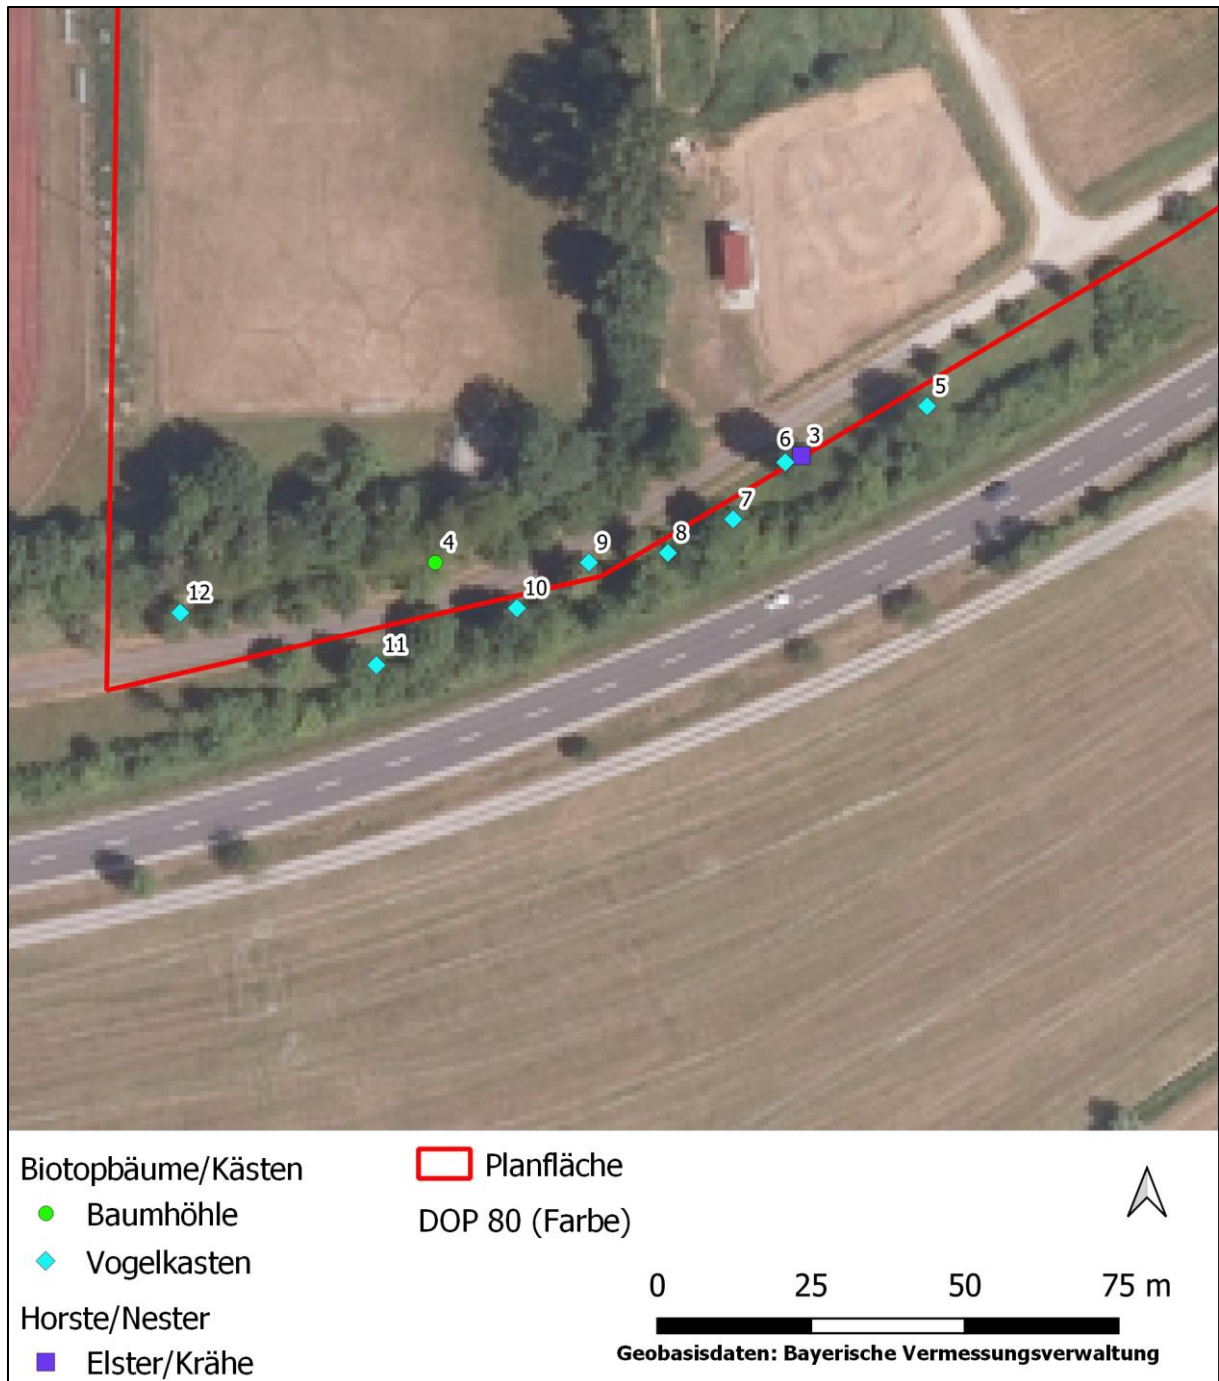 5
3
6
7
8
9
4
10
12
11
Biotopbäume/Kästen
Baumhöhle
Vogelkasten
Horste/Nester
Elster/Krähe
Planfläche
DOP 80 (Farbe)
0 25 50 75 m
Geobasisdaten: Bayerische Vermessungsverwaltung